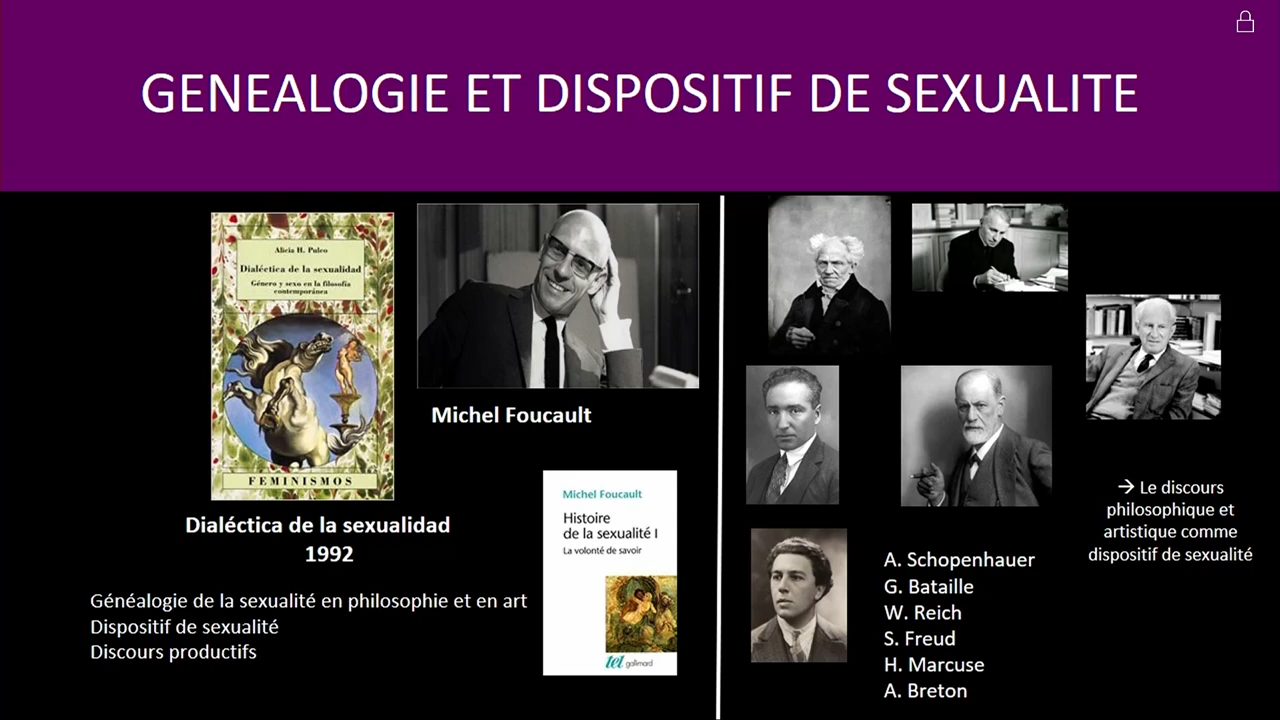 GENEALOGIE ET DISPOSITIF DE SEXUALITE
Alicia H. Puleo
Dialéctica de la sexualidad
Género y sexo en la filosofía
contemporánea
FEMINISMOS
Dialéctica de la sexualidad
1992
Généalogie de la sexualité en philosophie et en art
Dispositif de sexualité
Discours productifs
Michel Foucault
Michel Foucault
Histoire
de la sexualité I
La volonté de savoir
tel gallimard
A. Schopenhauer
G. Bataille
W. Reich
S. Freud
H. Marcuse
A. Breton
→ Le discours
philosophique et
artistique comme
dispositif de sexualité